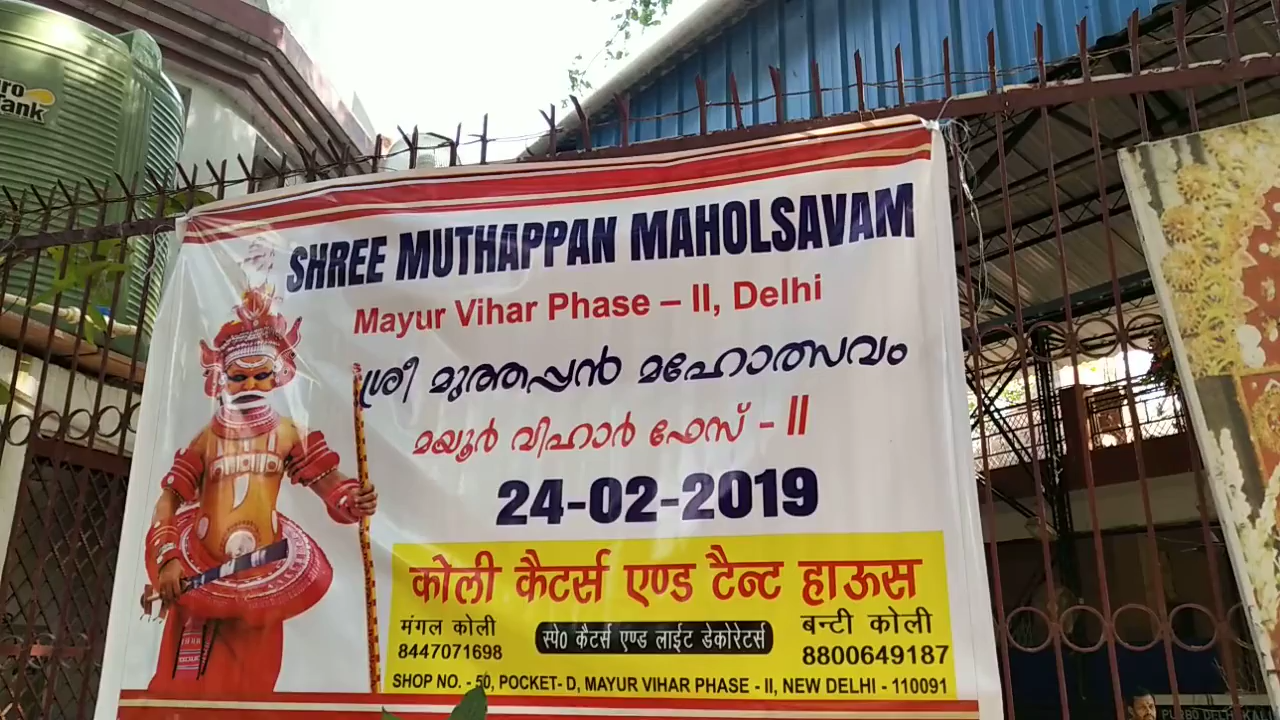 Tank
SHREE MUTHAPPAN MAHOLSAVAM
Mayur Vihar Phase – II, Delhi
ശ്രീ മുത്തപ്പൻ മഹോത്സവം
മയൂർ വിഹാർ ഫേസ് - II
24-02-2019
कोली कैटर्स एण्ड टैन्ट हाऊस
मंगल कोली
8447071698
स्पे0 कैटर्स एण्ड लाईट डेकोरेटर्स
बन्टी कोली
8800649187
SHOP NO. - 50, POCKET- D, MAYUR VIHAR PHASE - II, NEW DELHI - 110091